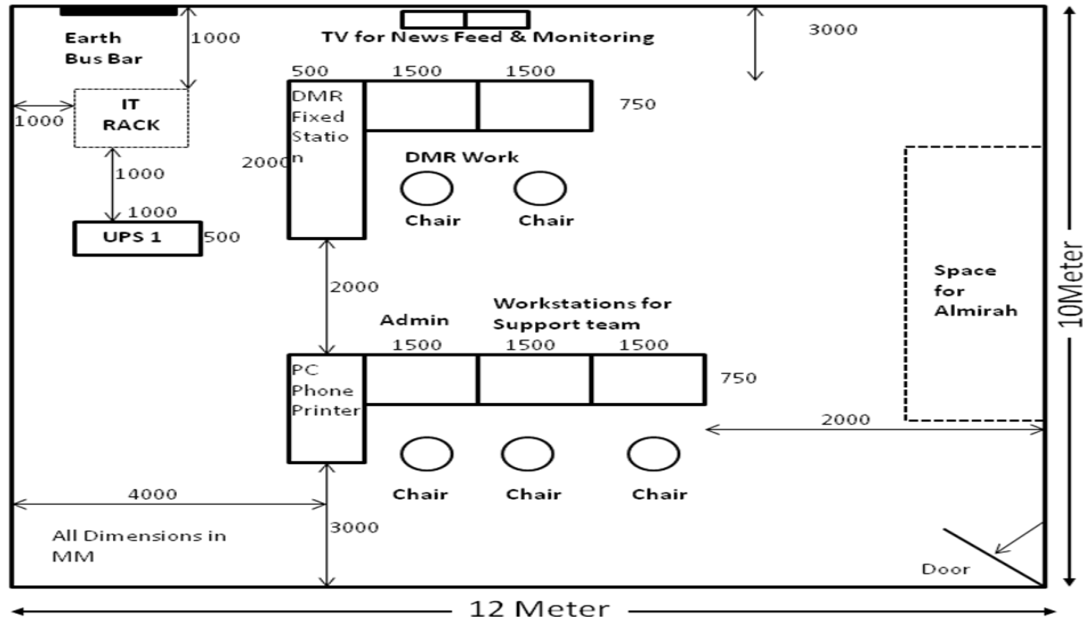 Earth
Bus Bar
1000
TV for News Feed & Monitoring
3000
500
1500
1500
IT
RACK
1000
DMR
Fixed
Statio
n
750
2000
DMR Work
1000
1000
Chair
Chair
UPS 1
500
2000
Space
for
Almirah
10Meter
Admin
Workstations for
Support team
1500
1500
1500
PC
Phone
Printer
750
2000
Chair
Chair
Chair
4000
3000
All Dimensions in
MM
Door
12 Meter